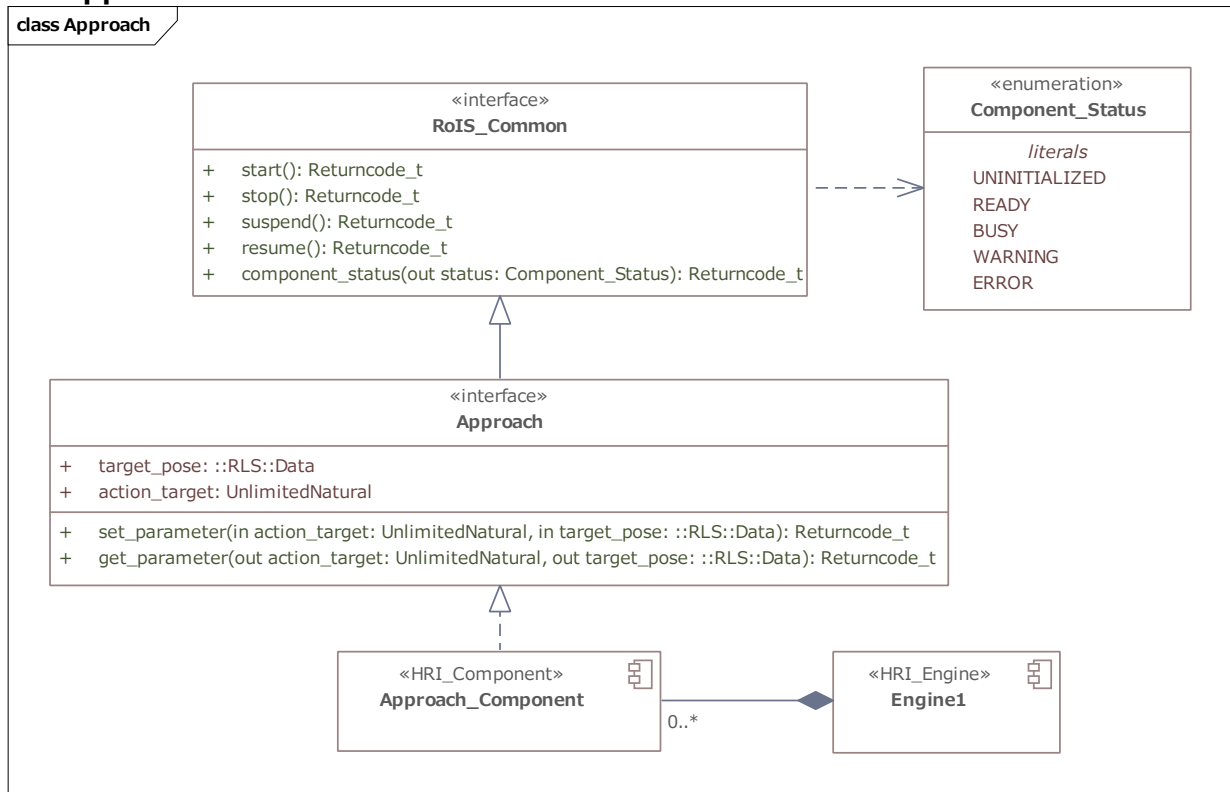 class Approach
«interface»
RoIS_Common
+ start(): Returncode_t
+ stop(): Returncode_t
+ suspend(): Returncode_t
+ resume(): Returncode_t
+ component_status(out status: Component_Status): Returncode_t
«enumeration»
Component_Status
literals
UNINITIALIZED
READY
BUSY
WARNING
ERROR
«interface»
Approach
+ target_pose: ::RLS::Data
+ action_target: UnlimitedNatural
+ set_parameter(in action_target: UnlimitedNatural, in target_pose: ::RLS::Data): Returncode_t
+ get_parameter(out action_target: UnlimitedNatural, out target_pose: ::RLS::Data): Returncode_t
«HRI_Component»
Approach_Component
0..*
«HRI_Engine»
Engine1